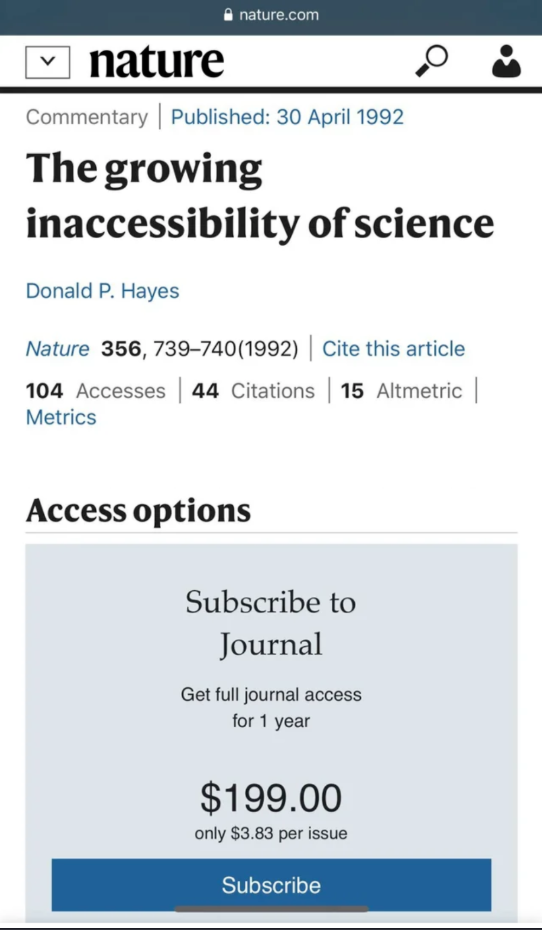 nature.com
nature
Commentary | Published: 30 April 1992
The growing
inaccessibility of science
Donald P. Hayes
Nature 356, 739–740(1992) | Cite this article
104 Accesses | 44 Citations | 15 Altmetric |
Metrics
Access options
Subscribe to
Journal
Get full journal access
for 1 year
$199.00
only $3.83 per issue
Subscribe